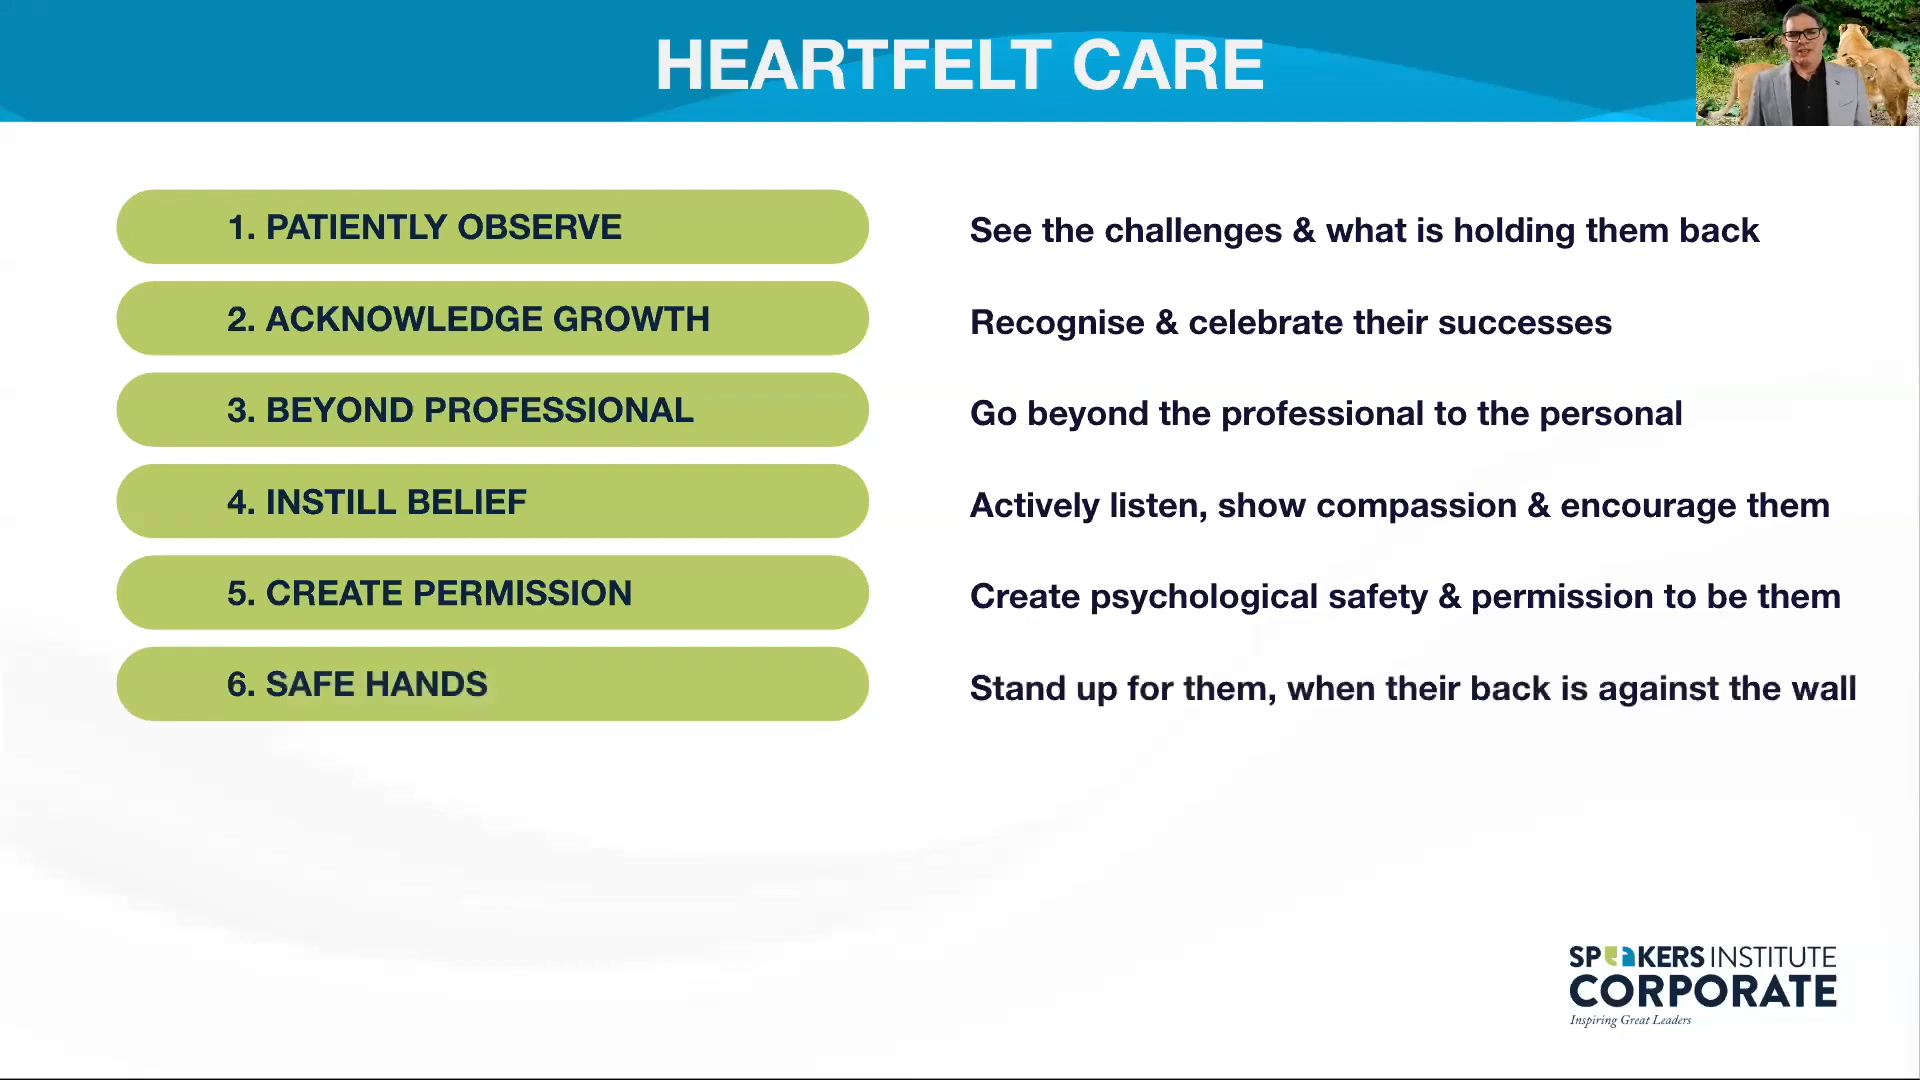 HEARTFELT CARE
1. PATIENTLY OBSERVE
See the challenges & what is holding them back
2. ACKNOWLEDGE GROWTH
Recognise & celebrate their successes
3. BEYOND PROFESSIONAL
Go beyond the professional to the personal
4. INSTILL BELIEF
Actively listen, show compassion & encourage them
5. CREATE PERMISSION
Create psychological safety & permission to be them
6. SAFE HANDS
Stand up for them, when their back is against the wall
SPEAKERS INSTITUTE
CORPORATE
Inspiring Great Leaders